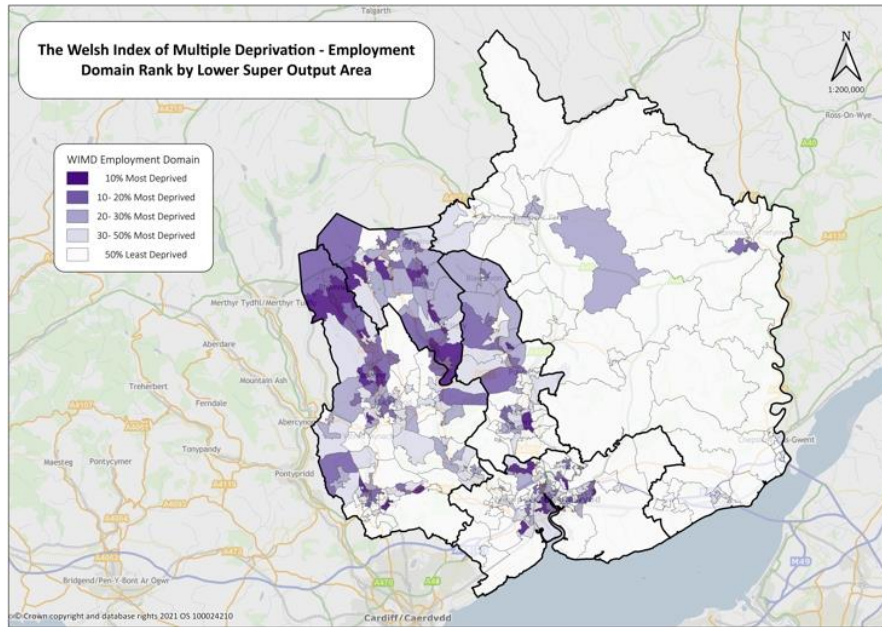 Talgarth
The Welsh Index of Multiple Deprivation - Employment
Domain Rank by Lower Super Output Area
N
1:200,000
Ross-On-Wye
WIMD Employment Domain
10% Most Deprived
10- 20% Most Deprived
20- 30% Most Deprived
30- 50% Most Deprived
50% Least Deprived
Merthyr Tydfil/Merthyr
Aberdare
Treherbert
Mountain Ash
Ferndale
Maesteg
Pontycymer
Tonypandy
Pontypridd
Bridgend/Pen-Y-Bont Ar Ogwr
M49
© Crown copyright and database rights 2021 OS 100024210
Cardiff/Caerdydd